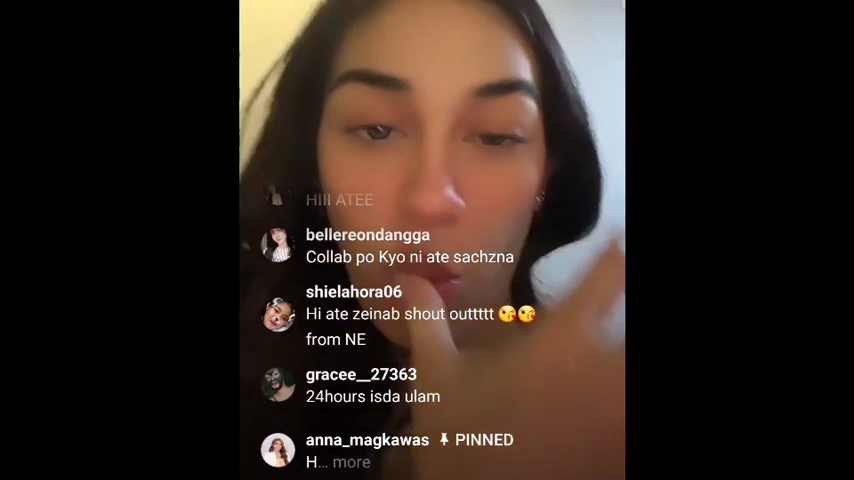 HIII ATEE
bellereondangga
Collab po Kyo ni ate sachzna
shielahora06
Hi ate zeinab shout outtttt 😘😘
from NE
gracee__27363
24hours isda ulam
anna_magkawas PINNED
H... more